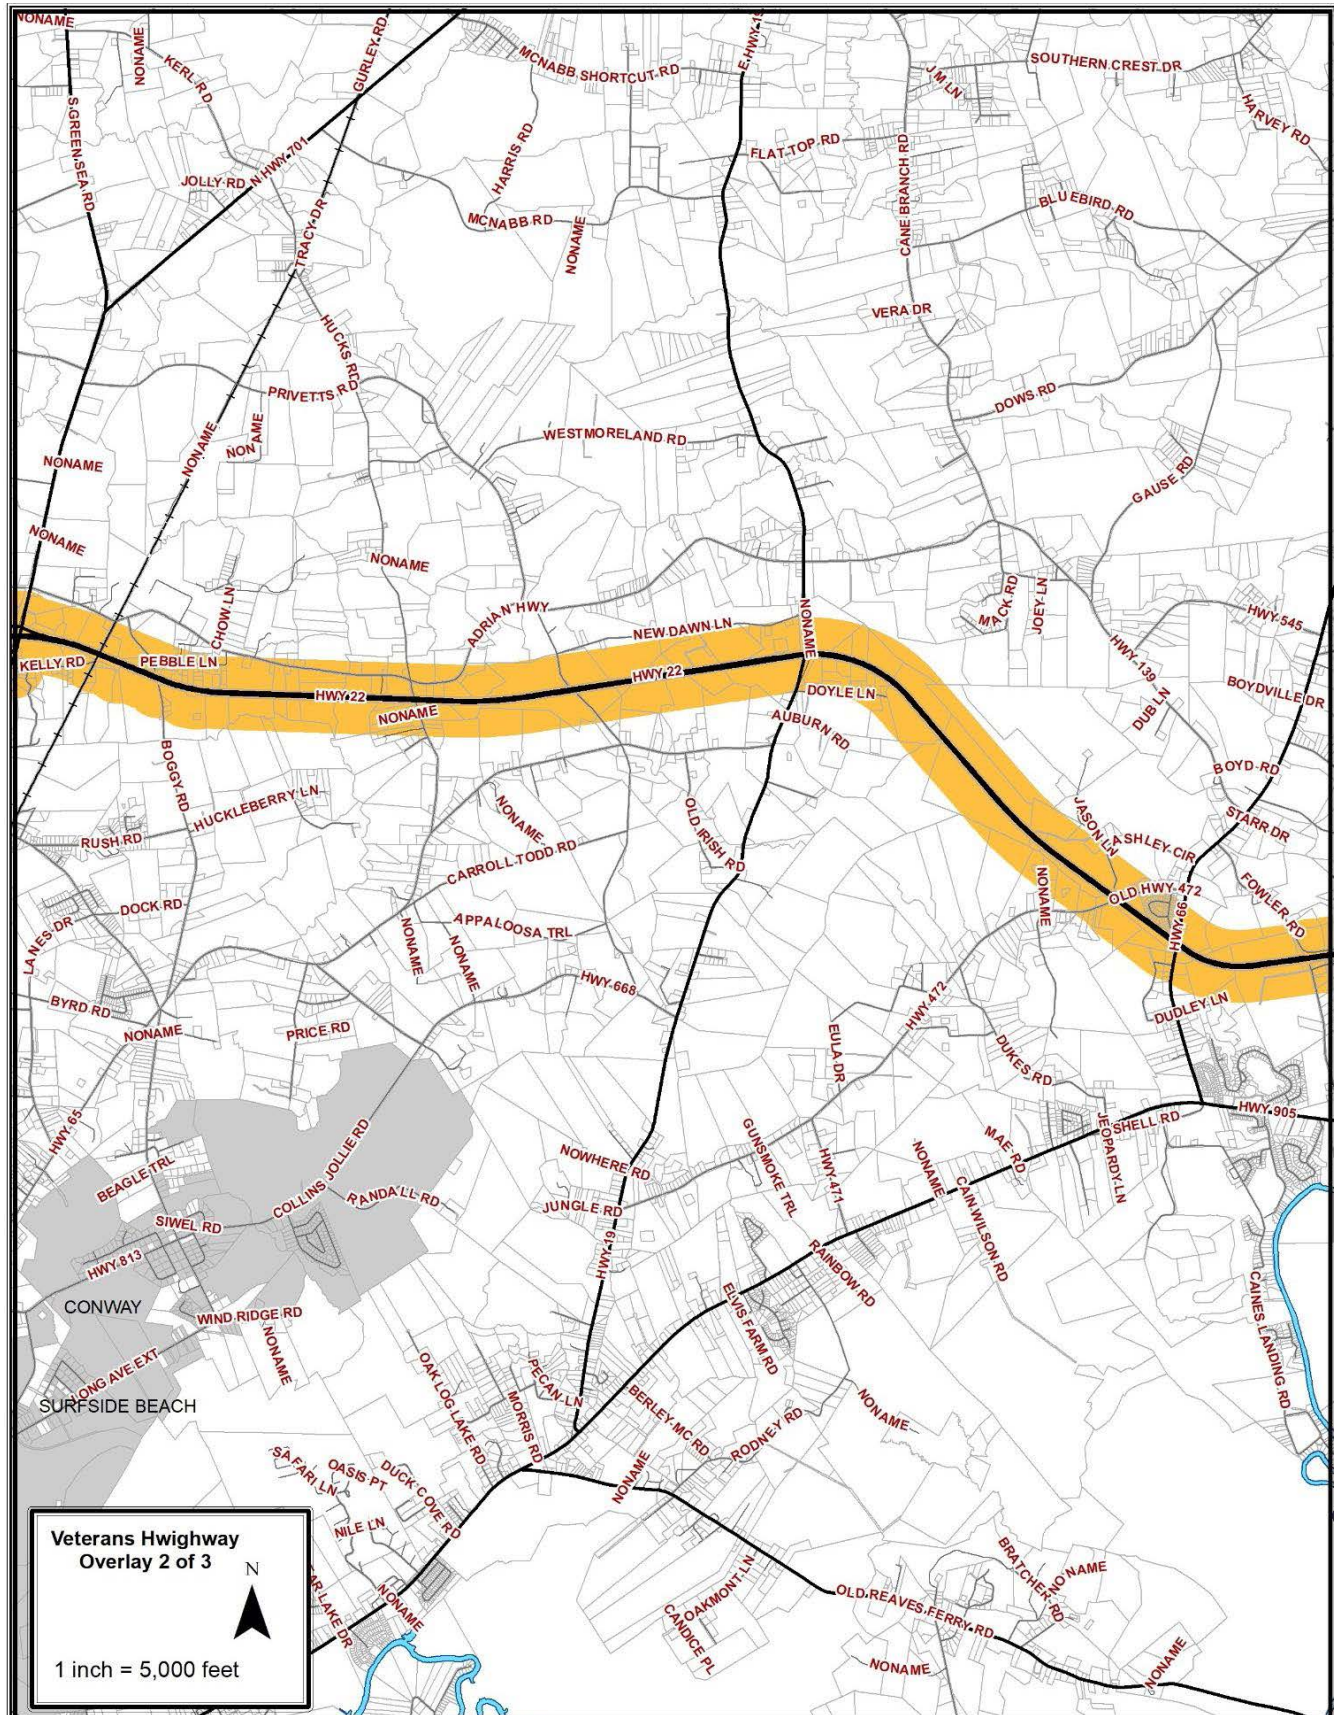 NONAME
NONAME
KERL RD
GURLEY RD
MCNABB SHORTCUT RD
E HWY 19
J M LN
SOUTHERN CREST DR
HARVEY RD
S GREEN SEA RD
N HWY 701
JOLLY RD
HARRIS RD
FLAT TOP RD
CANE BRANCH RD
BLUEBIRD RD
TRACY DR
MCNABB RD
NONAME
VERA DR
HUCKS RD
PRIVETTS RD
DOWS RD
NONAME
NONAME
NONAME
WESTMORELAND RD
GAUSE RD
NONAME
NONAME
CHOW LN
ADRIAN HWY
NEW DAWN LN
NONAME
MACK RD
JOEY LN
HWY 545
HWY 139
KELLY RD
PEBBLE LN
HWY 22
HWY 22
NONAME
DOYLE LN
AUBURN RD
DUB LN
BOYDVILLE DR
BOGGY RD
HUCKLEBERRY LN
RUSH RD
NONAME
OLD IRISH RD
BOYD RD
STARR DR
JASON LN
ASHLEY CIR
CARROLL TODD RD
DOCK RD
LANES DR
APPALOOSA TRL
NONAME
NONAME
NONAME
OLD HWY 472
HWY 66
FOWLER RD
HWY 668
BYRD RD
NONAME
PRICE RD
HWY 472
EULA DR
DUKES RD
DUDLEY LN
HWY 65
HWY 905
SHELL RD
JEOPARDY LN
MAE RD
COLLINS JOLLIE RD
BEAGLE TRL
RANDALL RD
SIWEL RD
NOWHERE RD
JUNGLE RD
GUNSMOKE TRL
HWY 471
NONAME
CAIN WILSON RD
HWY 813
HWY 19
RAINBOW RD
CONWAY
WIND RIDGE RD
NONAME
ELVIS FARM RD
CAINES LANDING RD
LONG AVE EXT
SURFSIDE BEACH
OAK LOG LAKE RD
MORRIS RD
PECAN LN
BERLEY MC RD
RODNEY RD
NONAME
NONAME
SAFARI LN
OASIS PT
DUCK COVE RD
NILE LN
NONAME
OAKMONT LN
CANDICE PL
OLD REAVES FERRY RD
BRATCHER RD
NONAME
NONAME
NONAME
Veterans Hwighway
Overlay 2 of 3
N
1 inch = 5,000 feet